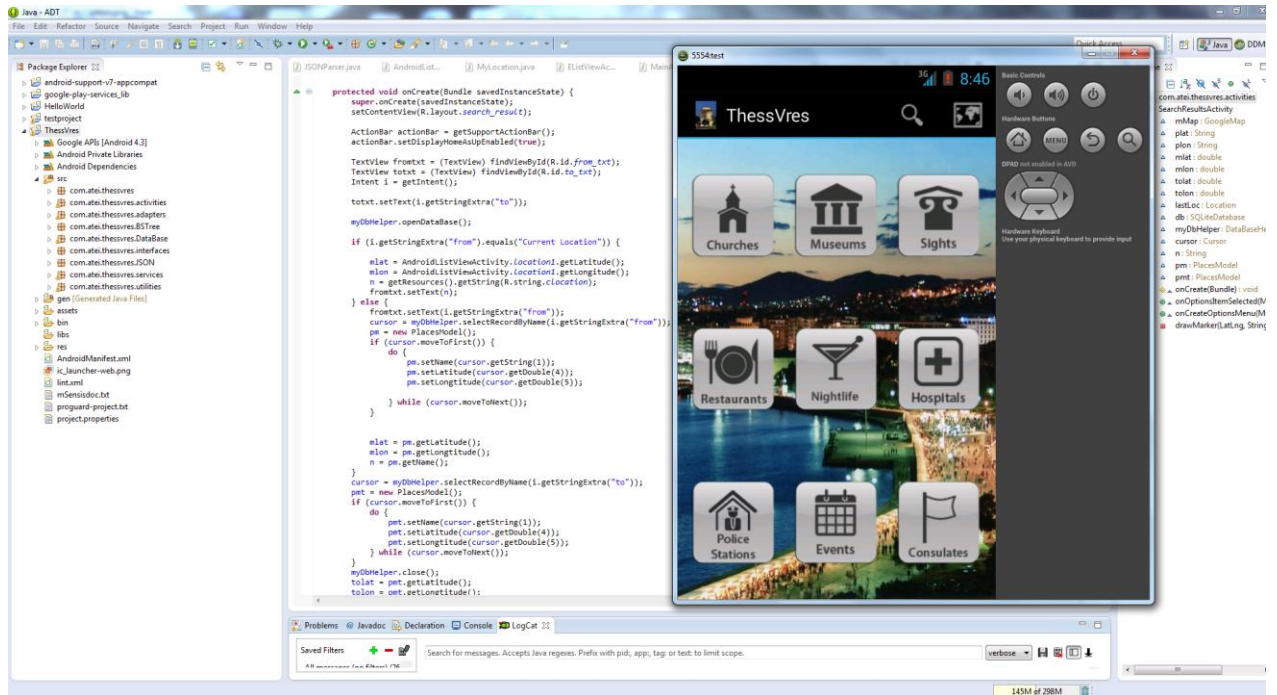 Java - ADT
File Edit Refactor Source Navigate Search Project Run Window Help
Quick Access
Java
DDM
Package Explorer
android-support-v7-appcompat
google-play-services_lib
HelloWorld
testproject
ThessVres
Google APIs [Android 4.3]
Android Private Libraries
Android Dependencies
src
com.atei.thessvres
com.atei.thessvres.activities
com.atei.thessvres.adapters
com.atei.thessvres.BSTree
com.atei.thessvres.DataBase
com.atei.thessvres.interfaces
com.atei.thessvres.JSON
com.atei.thessvres.services
com.atei.thessvres.utilities
gen [Generated Java Files]
assets
bin
libs
res
AndroidManifest.xml
ic_launcher-web.png
lint.xml
mSensisdoc.txt
proguard-project.txt
project.properties
JSONParser.java AndroidList... MyLocation.java EListViewAc... MainA
protected void onCreate(Bundle savedInstanceState) {
super.onCreate(savedInstanceState);
setContentView(R.layout.search_result);
ActionBar actionBar = getSupportActionBar();
actionBar.setDisplayHomeAsUpEnabled(true);
TextView fromtxt = (TextView) findViewById(R.id.from_txt);
TextView totxt = (TextView) findViewById(R.id.to_txt);
Intent i = getIntent();
totxt.setText(i.getStringExtra("to"));
myDbHelper.openDataBase();
if (i.getStringExtra("from").equals("Current Location")) {
mlat = AndroidListViewActivity.locationI.getLatitude();
mlon = AndroidListViewActivity.locationI.getLongitude();
n = getResources().getString(R.string.clocation);
fromtxt.setText(n);
} else {
fromtxt.setText(i.getStringExtra("from"));
cursor = myDbHelper.selectRecordByName(i.getStringExtra("from"));
pm = new PlacesModel();
if (cursor.moveToFirst()) {
do {
pm.setName(cursor.getString(1));
pm.setLatitude(cursor.getDouble(4));
pm.setLongtitude(cursor.getDouble(5));
} while (cursor.moveToNext());
}
mlat = pm.getLatitude();
mlon = pm.getLongtitude();
n = pm.getName();
}
cursor = myDbHelper.selectRecordByName(i.getStringExtra("to"));
pmt = new PlacesModel();
if (cursor.moveToFirst()) {
do {
pmt.setName(cursor.getString(1));
pmt.setLatitude(cursor.getDouble(4));
pmt.setLongtitude(cursor.getDouble(5));
} while (cursor.moveToNext());
}
myDbHelper.close();
tolat = pmt.getLatitude();
tolon = pmt.getLongtitude();
5554:test
3G 8:46
ThessVres
Churches Museums Sights
Restaurants Nightlife Hospitals
Police Stations Events Consulates
Basic Controls
Hardware Buttons
MENU
DPAD not enabled in AVD
Hardware Keyboard
Use your physical keyboard to provide input
com.atei.thessvres.activities
SearchResultsActivity
mMap : GoogleMap
plat : String
plon : String
mlat : double
mlon : double
tolat : double
tolon : double
lastLoc : Location
db : SQLiteDatabase
myDbHelper : DataBaseHe
cursor : Cursor
n : String
pm : PlacesModel
pmt : PlacesModel
onCreate(Bundle) : void
onOptionsItemSelected(M
onCreateOptionsMenu(M
drawMarker(LatLng, String
Problems Javadoc Declaration Console LogCat
Saved Filters
Search for messages. Accepts Java regexes. Prefix with pid:, app:, tag: or text: to limit scope.
verbose
145M of 298M